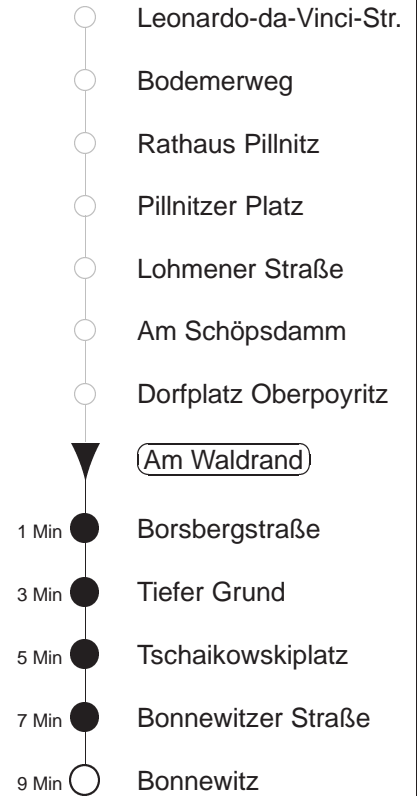 Leonardo-da-Vinci-Str.
Bodemerweg
Rathaus Pillnitz
Pillnitzer Platz
Lohmener Straße
Am Schöpsdamm
Dorfplatz Oberpoyritz
Am Waldrand
1 Min Borsbergstraße
3 Min Tiefer Grund
5 Min Tschaikowskiplatz
7 Min Bonnewitzer Straße
9 Min Bonnewitz